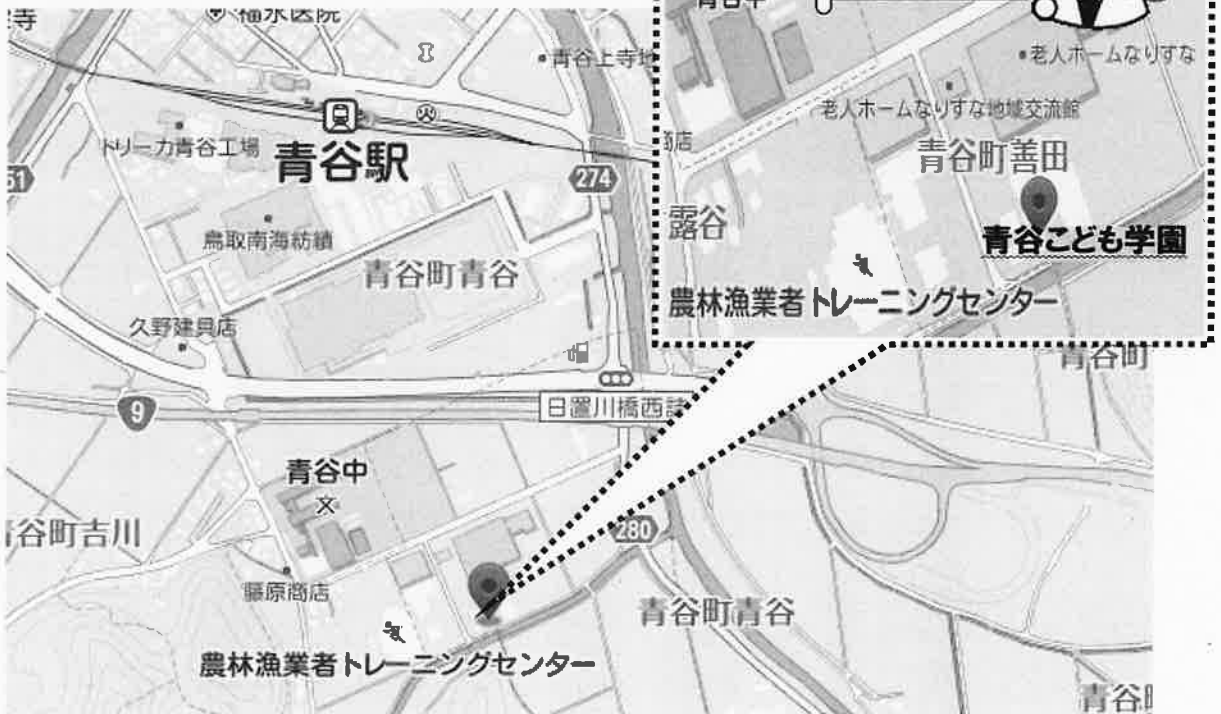 福永医院
青谷上寺地
トリーカ青谷工場
青谷駅
274
51
鳥取南海紡績
青谷町青谷
久野建具店
9
日置川橋西詰
青谷中
青谷町吉川
280
藤原商店
青谷町青谷
農林漁業者トレーニングセンター
青谷町
青谷町
青谷中
老人ホームなりすな
老人ホームなりすな地域交流館
商店
青谷町善田
露谷
青谷こども学園
農林漁業者トレーニングセンター